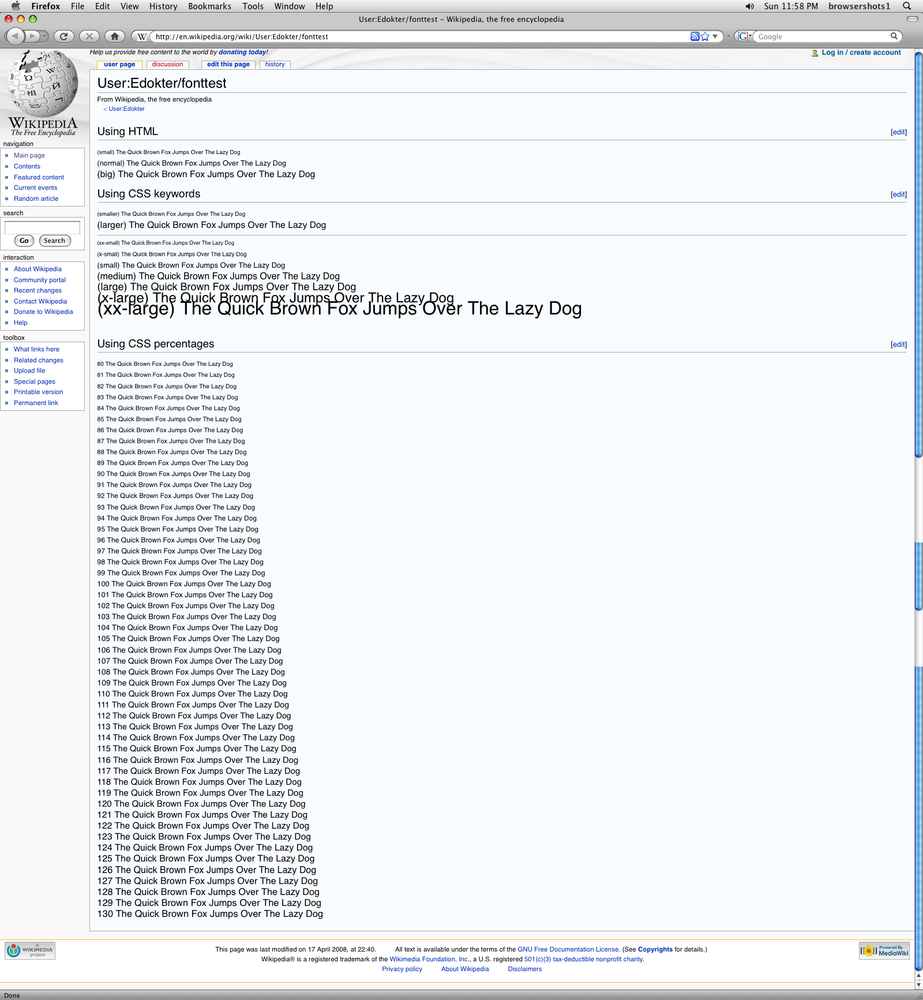 Firefox File Edit View History Bookmarks Tools Window Help Sun 11:58 PM browsershots1
User:Edokter/fonttest – Wikipedia, the free encyclopedia
W http://en.wikipedia.org/wiki/User:Edokter/fonttest G Google
Help us provide free content to the world by donating today! Log in / create account
user page discussion edit this page history
WIKIPEDIA
The Free Encyclopedia
navigation
Main page
Contents
Featured content
Current events
Random article
search
Go Search
interaction
About Wikipedia
Community portal
Recent changes
Contact Wikipedia
Donate to Wikipedia
Help
toolbox
What links here
Related changes
Upload file
Special pages
Printable version
Permanent link
User:Edokter/fonttest
From Wikipedia, the free encyclopedia
< User:Edokter
Using HTML [edit]
(small) The Quick Brown Fox Jumps Over The Lazy Dog
(normal) The Quick Brown Fox Jumps Over The Lazy Dog
(big) The Quick Brown Fox Jumps Over The Lazy Dog
Using CSS keywords [edit]
(smaller) The Quick Brown Fox Jumps Over The Lazy Dog
(larger) The Quick Brown Fox Jumps Over The Lazy Dog
(xx-small) The Quick Brown Fox Jumps Over The Lazy Dog
(x-small) The Quick Brown Fox Jumps Over The Lazy Dog
(small) The Quick Brown Fox Jumps Over The Lazy Dog
(medium) The Quick Brown Fox Jumps Over The Lazy Dog
(large) The Quick Brown Fox Jumps Over The Lazy Dog
(x-large) The Quick Brown Fox Jumps Over The Lazy Dog
(xx-large) The Quick Brown Fox Jumps Over The Lazy Dog
Using CSS percentages [edit]
80 The Quick Brown Fox Jumps Over The Lazy Dog
81 The Quick Brown Fox Jumps Over The Lazy Dog
82 The Quick Brown Fox Jumps Over The Lazy Dog
83 The Quick Brown Fox Jumps Over The Lazy Dog
84 The Quick Brown Fox Jumps Over The Lazy Dog
85 The Quick Brown Fox Jumps Over The Lazy Dog
86 The Quick Brown Fox Jumps Over The Lazy Dog
87 The Quick Brown Fox Jumps Over The Lazy Dog
88 The Quick Brown Fox Jumps Over The Lazy Dog
89 The Quick Brown Fox Jumps Over The Lazy Dog
90 The Quick Brown Fox Jumps Over The Lazy Dog
91 The Quick Brown Fox Jumps Over The Lazy Dog
92 The Quick Brown Fox Jumps Over The Lazy Dog
93 The Quick Brown Fox Jumps Over The Lazy Dog
94 The Quick Brown Fox Jumps Over The Lazy Dog
95 The Quick Brown Fox Jumps Over The Lazy Dog
96 The Quick Brown Fox Jumps Over The Lazy Dog
97 The Quick Brown Fox Jumps Over The Lazy Dog
98 The Quick Brown Fox Jumps Over The Lazy Dog
99 The Quick Brown Fox Jumps Over The Lazy Dog
100 The Quick Brown Fox Jumps Over The Lazy Dog
101 The Quick Brown Fox Jumps Over The Lazy Dog
102 The Quick Brown Fox Jumps Over The Lazy Dog
103 The Quick Brown Fox Jumps Over The Lazy Dog
104 The Quick Brown Fox Jumps Over The Lazy Dog
105 The Quick Brown Fox Jumps Over The Lazy Dog
106 The Quick Brown Fox Jumps Over The Lazy Dog
107 The Quick Brown Fox Jumps Over The Lazy Dog
108 The Quick Brown Fox Jumps Over The Lazy Dog
109 The Quick Brown Fox Jumps Over The Lazy Dog
110 The Quick Brown Fox Jumps Over The Lazy Dog
111 The Quick Brown Fox Jumps Over The Lazy Dog
112 The Quick Brown Fox Jumps Over The Lazy Dog
113 The Quick Brown Fox Jumps Over The Lazy Dog
114 The Quick Brown Fox Jumps Over The Lazy Dog
115 The Quick Brown Fox Jumps Over The Lazy Dog
116 The Quick Brown Fox Jumps Over The Lazy Dog
117 The Quick Brown Fox Jumps Over The Lazy Dog
118 The Quick Brown Fox Jumps Over The Lazy Dog
119 The Quick Brown Fox Jumps Over The Lazy Dog
120 The Quick Brown Fox Jumps Over The Lazy Dog
121 The Quick Brown Fox Jumps Over The Lazy Dog
122 The Quick Brown Fox Jumps Over The Lazy Dog
123 The Quick Brown Fox Jumps Over The Lazy Dog
124 The Quick Brown Fox Jumps Over The Lazy Dog
125 The Quick Brown Fox Jumps Over The Lazy Dog
126 The Quick Brown Fox Jumps Over The Lazy Dog
127 The Quick Brown Fox Jumps Over The Lazy Dog
128 The Quick Brown Fox Jumps Over The Lazy Dog
129 The Quick Brown Fox Jumps Over The Lazy Dog
130 The Quick Brown Fox Jumps Over The Lazy Dog
A WIKIMEDIA project
This page was last modified on 17 April 2008, at 22:40. All text is available under the terms of the GNU Free Documentation License. (See Copyrights for details.)
Wikipedia® is a registered trademark of the Wikimedia Foundation, Inc., a U.S. registered 501(c)(3) tax-deductible nonprofit charity.
Privacy policy About Wikipedia Disclaimers
Powered By MediaWiki
Done